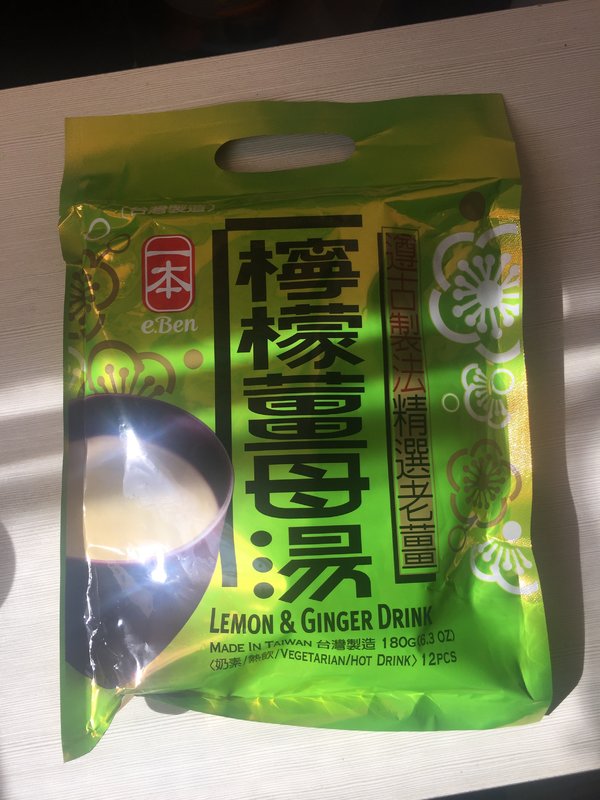 〈台灣製造〉
一本
eBen
檸檬薑母湯
遵古製法精選老薑
LEMON & GINGER DRINK
MADE IN TAIWAN 台灣製造 180G(6.3 OZ)
〈奶素/熱飲/VEGETARIAN/HOT DRINK〉 12PCS